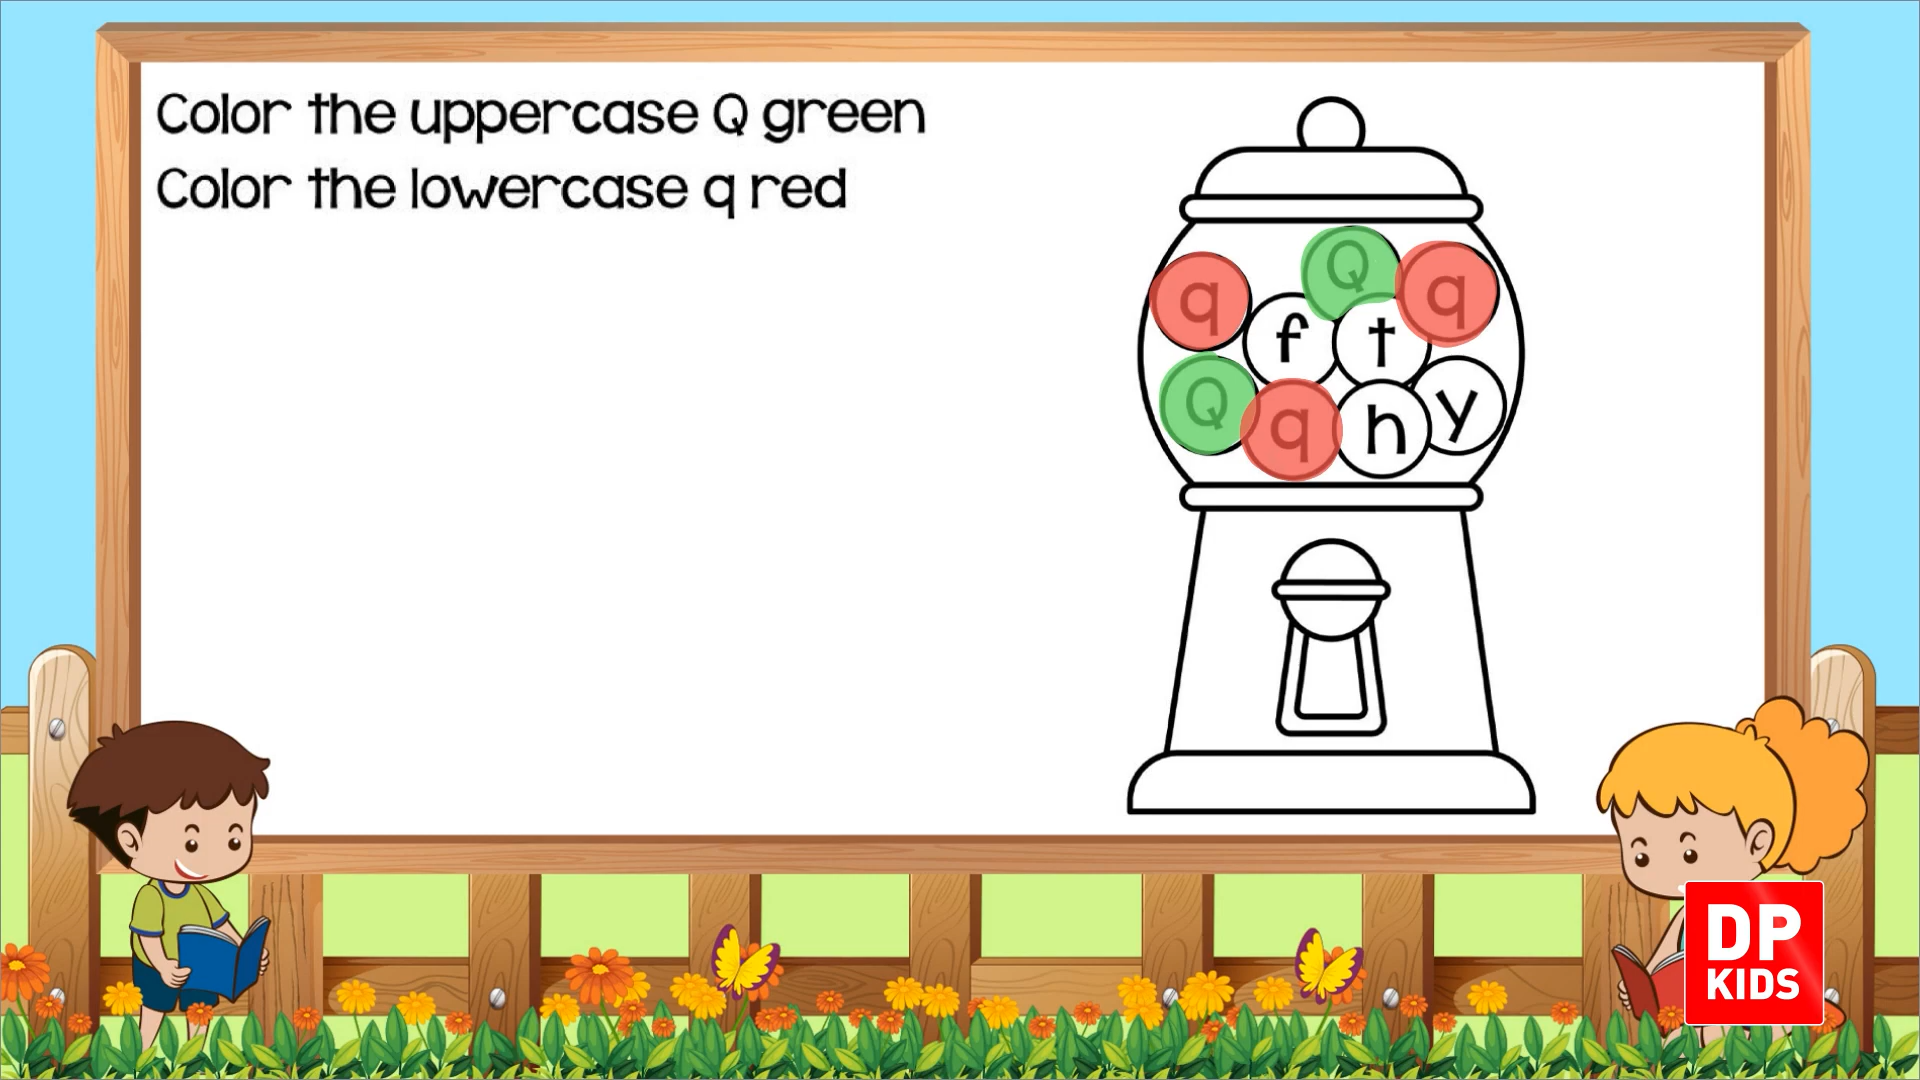 Color the uppercase Q green
Color the lowercase q red
q Q q
f t
Q q h y
DP
KIDS